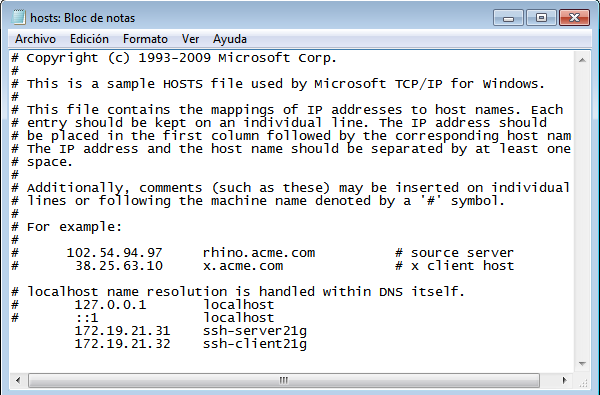 hosts: Bloc de notas
Archivo Edición Formato Ver Ayuda
# Copyright (c) 1993-2009 Microsoft Corp.
#
# This is a sample HOSTS file used by Microsoft TCP/IP for Windows.
#
# This file contains the mappings of IP addresses to host names. Each
# entry should be kept on an individual line. The IP address should
# be placed in the first column followed by the corresponding host nam
# The IP address and the host name should be separated by at least one
# space.
#
# Additionally, comments (such as these) may be inserted on individual
# lines or following the machine name denoted by a '#' symbol.
#
# For example:
#
#      102.54.94.97     rhino.acme.com          # source server
#       38.25.63.10     x.acme.com              # x client host

# localhost name resolution is handled within DNS itself.
#       127.0.0.1       localhost
#       ::1             localhost
        172.19.21.31    ssh-server21g
        172.19.21.32    ssh-client21g